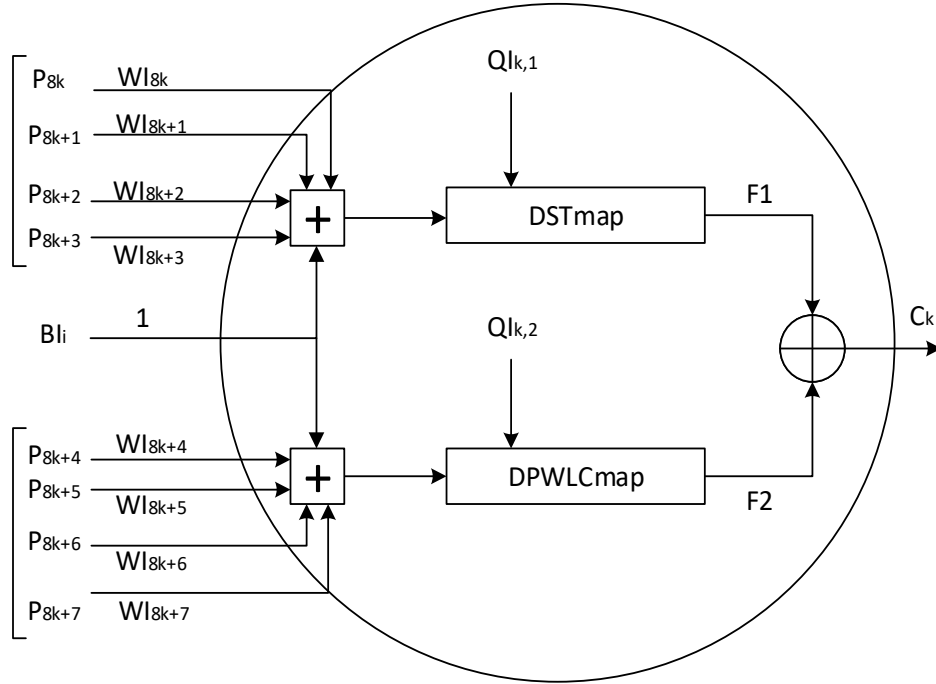 P8k WI8k
P8k+1 WI8k+1
P8k+2 WI8k+2
P8k+3 WI8k+3
BIi 1
P8k+4 WI8k+4
P8k+5 WI8k+5
P8k+6 WI8k+6
P8k+7 WI8k+7
+
+
QIk,1
DSTmap
F1
QIk,2
DPWLCmap
F2
Ck